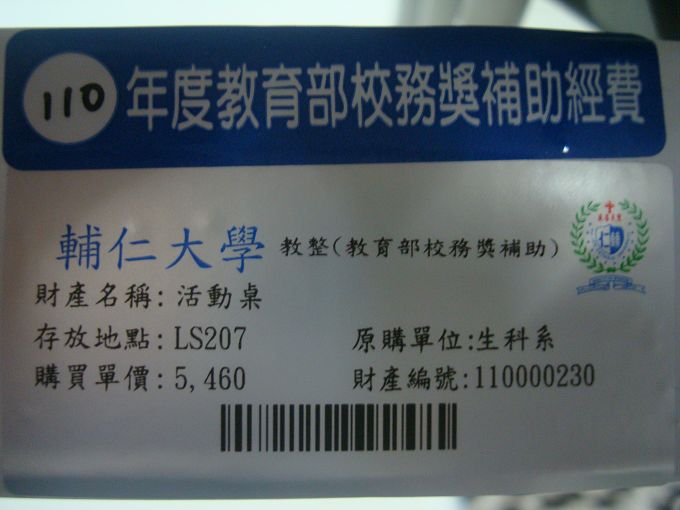 110 年度教育部校務獎補助經費
輔仁大學 教整(教育部校務獎補助)
財產名稱: 活動桌
存放地點: LS207 原購單位:生科系
購買單價: 5,460 財產編號:110000230